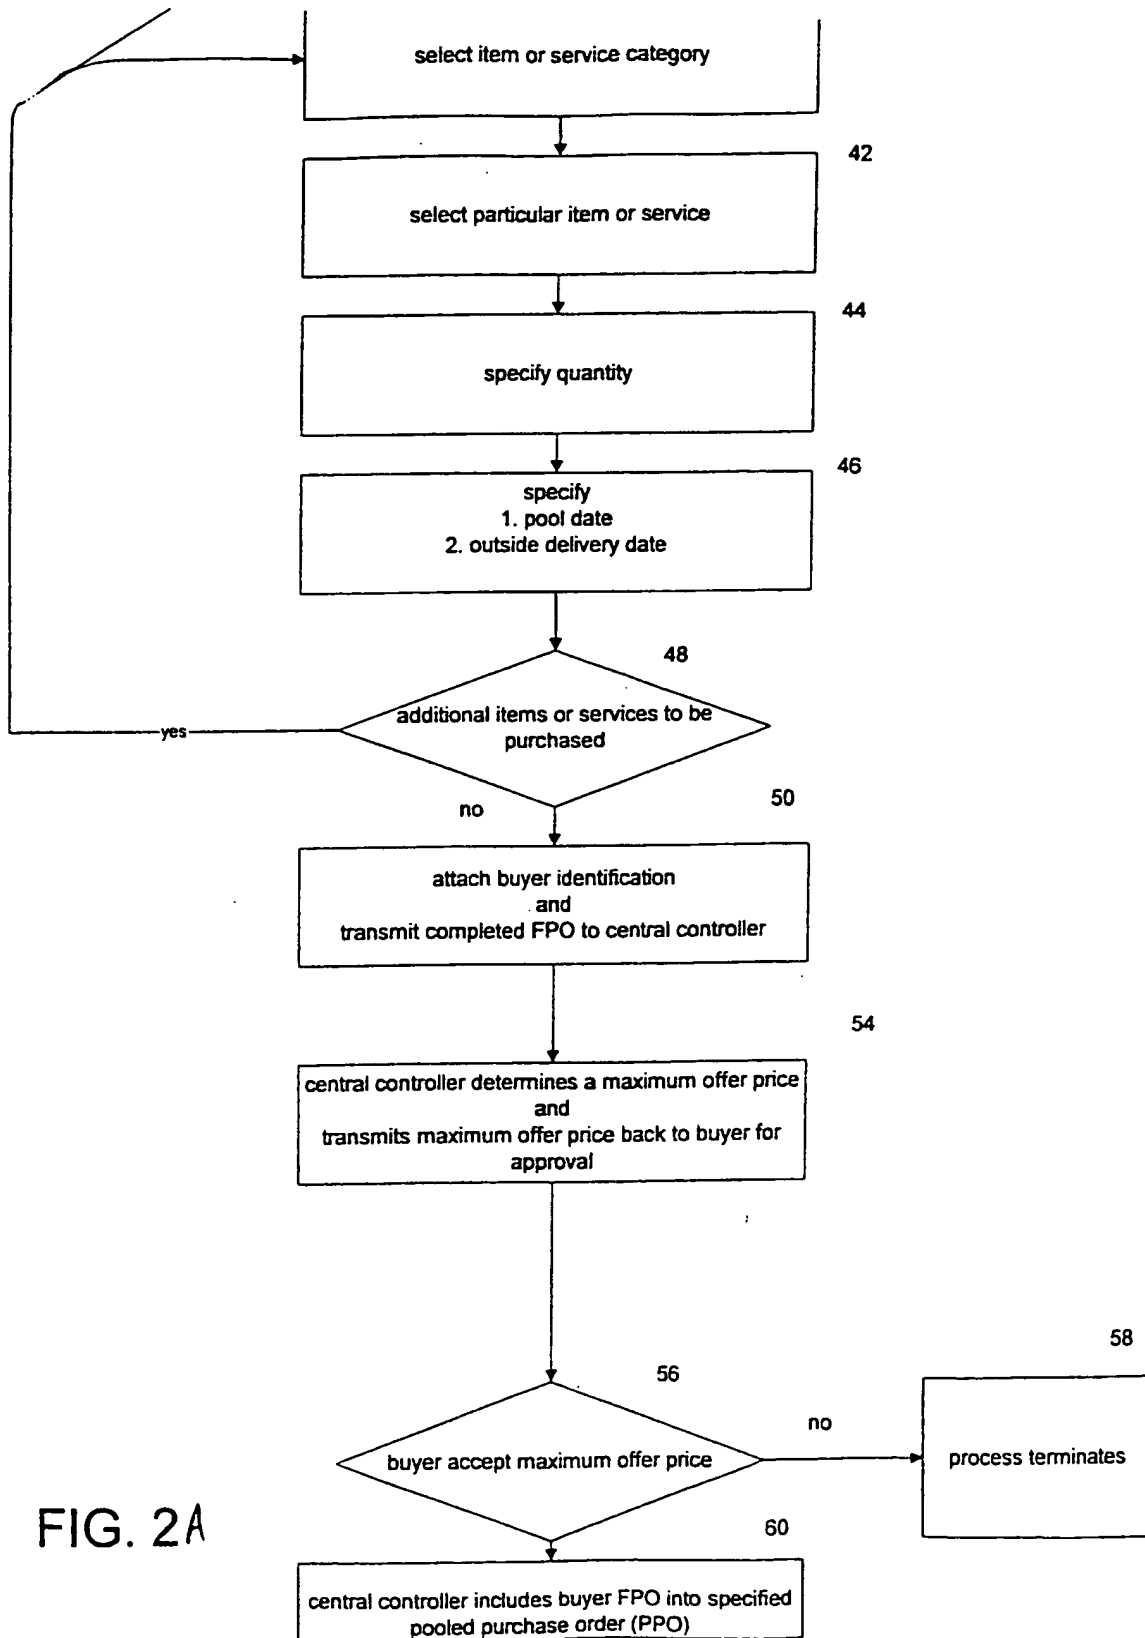 select item or service category
42
select particular item or service
44
specify quantity
46
specify
1. pool date
2. outside delivery date
48
additional items or services to be
purchased
yes
no
50
attach buyer identification
and
transmit completed FPO to central controller
54
central controller determines a maximum offer price
and
transmits maximum offer price back to buyer for
approval
56
58
buyer accept maximum offer price
no
process terminates
60
central controller includes buyer FPO into specified
pooled purchase order (PPO)
FIG. 2A